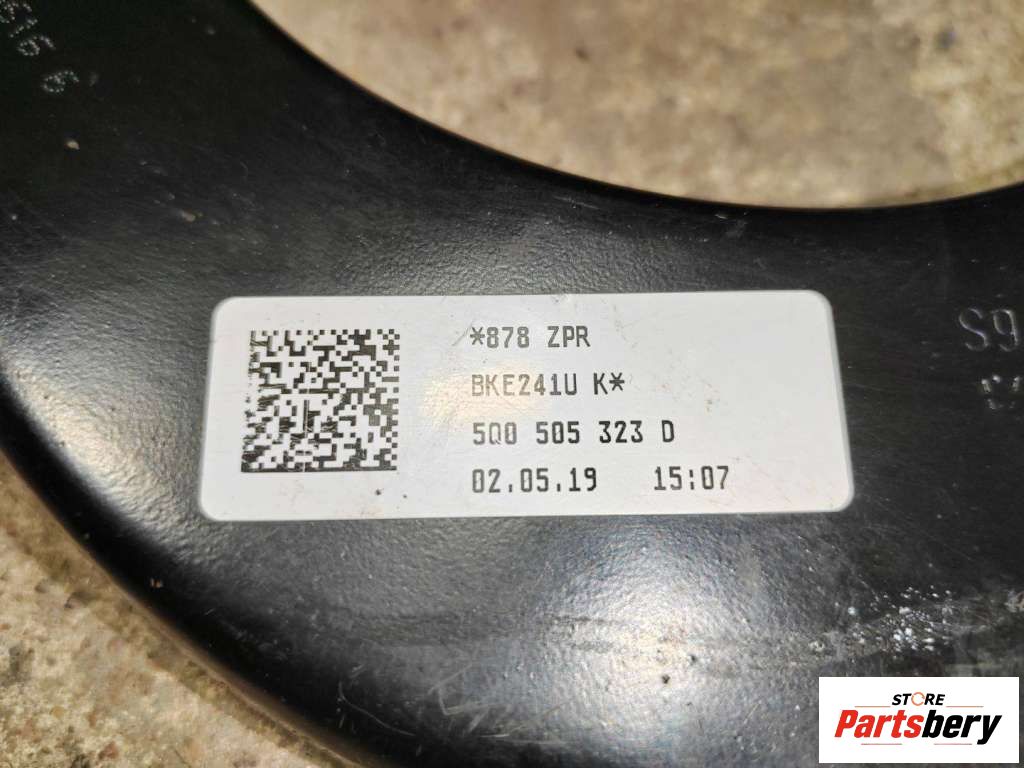 *878 ZPR
BKE241U K*
5Q0 505 323 D
02.05.19 15:07
STORE
Partsbery